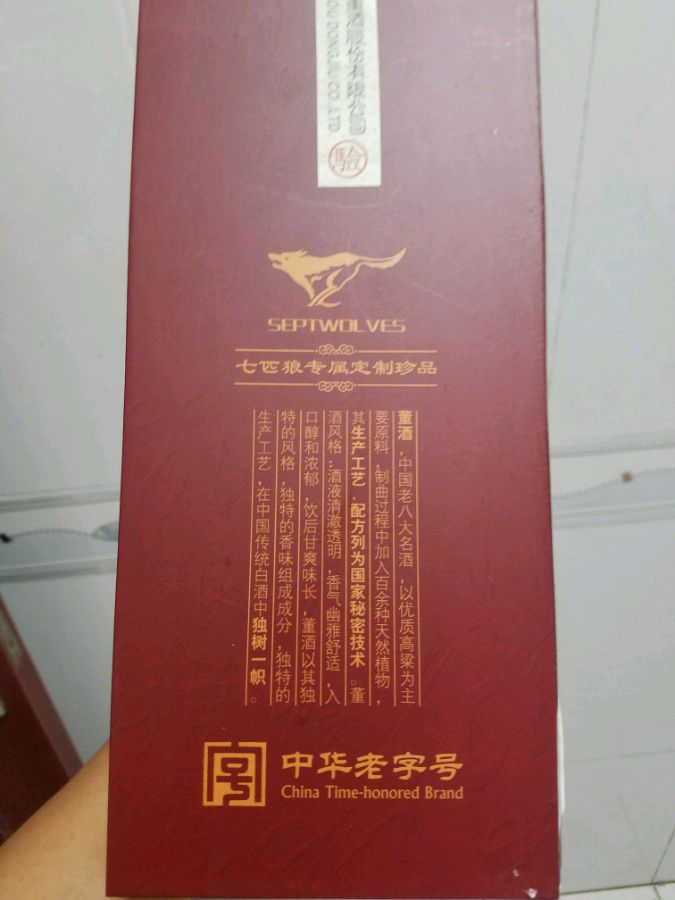 酒股份有限公司
DONGJIU CO.,LTD
驗
SEPTWOLVES
七匹狼专属定制珍品
董酒，中国老八大名酒，以优质高粱为主
要原料，制曲过程中加入百余种天然植物，
其生产工艺、配方列为国家秘密技术。董
酒风格：酒液清澈透明，香气幽雅舒适，入
口醇和浓郁，饮后甘爽味长，董酒以其独
特的风格，独特的香味组成成分，独特的
生产工艺，在中国传统白酒中独树一帜。
中华老字号
China Time-honored Brand